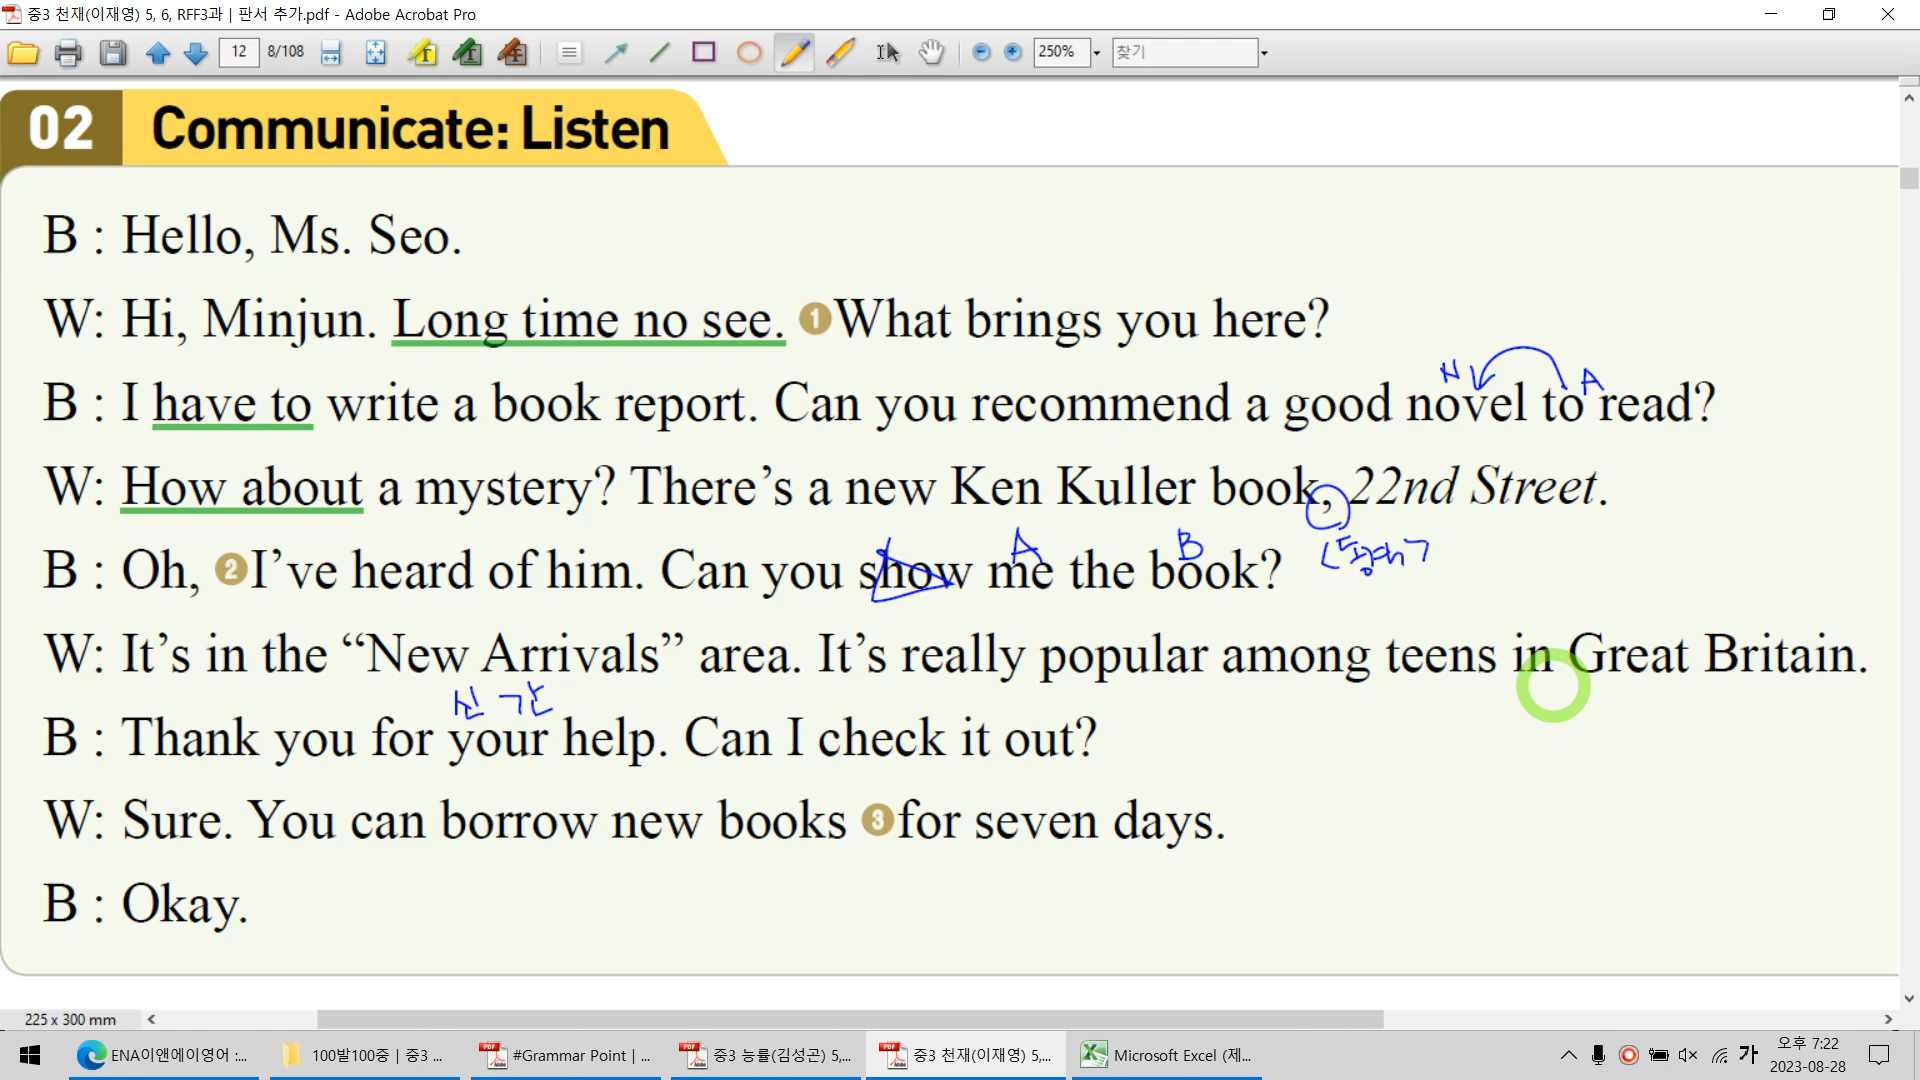 중3 천재(이재영) 5, 6, RFF3과 | 판서 추가.pdf - Adobe Acrobat Pro
12 8/108 250% 찾기
02 Communicate: Listen
B : Hello, Ms. Seo.
W: Hi, Minjun. Long time no see. ❶What brings you here?
N A
B : I have to write a book report. Can you recommend a good novel to read?
W: How about a mystery? There’s a new Ken Kuller book, 22nd Street.
A B <동격>
B : Oh, ❷I’ve heard of him. Can you show me the book?
W: It’s in the “New Arrivals” area. It’s really popular among teens in Great Britain.
신간
B : Thank you for your help. Can I check it out?
W: Sure. You can borrow new books ❸for seven days.
B : Okay.
225 x 300 mm
ENA이앤에이영어 :... 100발100중 | 중3 ... #Grammar Point | ... 중3 능률(김성곤) 5,... 중3 천재(이재영) 5,... Microsoft Excel (제... 가 오후 7:22
2023-08-28